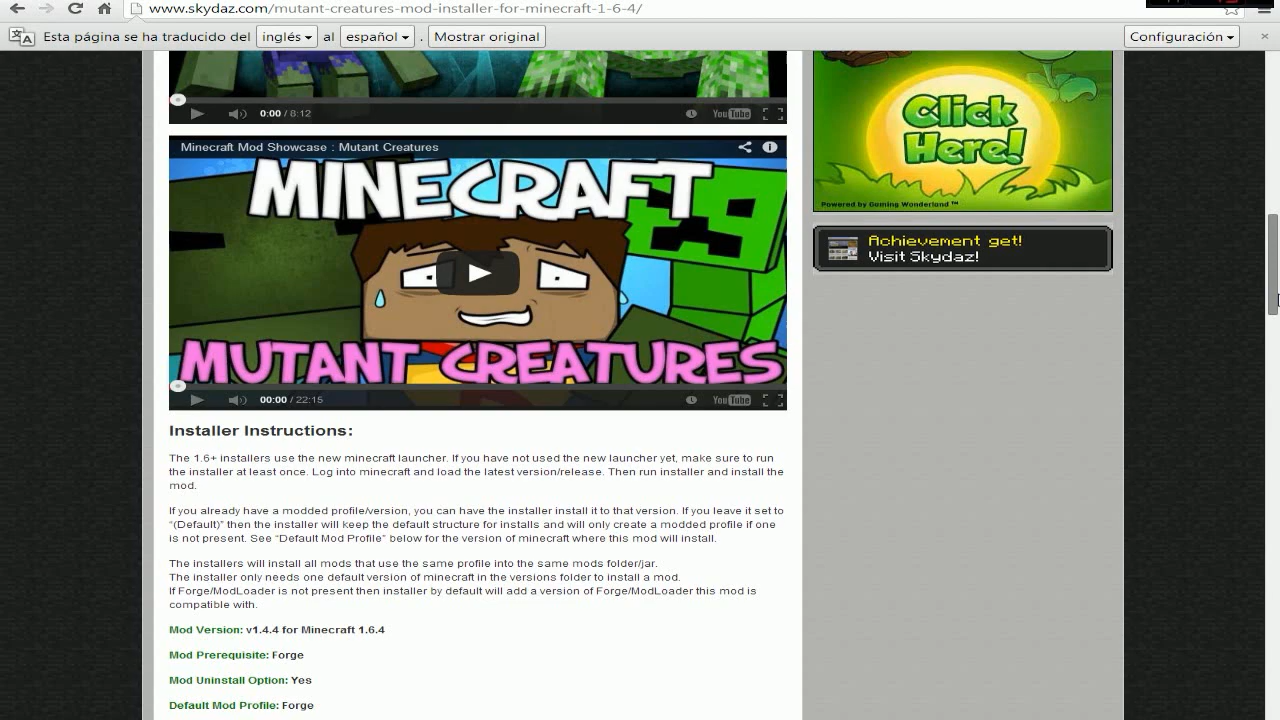 www.skydaz.com/mutant-creatures-mod-installer-for-minecraft-1-6-4/
Esta página se ha traducido del inglés al español . Mostrar original Configuración
0:00 / 8:12 YouTube
Minecraft Mod Showcase : Mutant Creatures
MINECRAFT
MUTANT CREATURES
00:00 / 22:15 YouTube
Click
Here!
Powered by Gaming Wonderland ™
Achievement get!
Visit Skydaz!
Installer Instructions:
The 1.6+ installers use the new minecraft launcher. If you have not used the new launcher yet, make sure to run
the installer at least once. Log into minecraft and load the latest version/release. Then run installer and install the
mod.
If you already have a modded profile/version, you can have the installer install it to that version. If you leave it set to
“(Default)” then the installer will keep the default structure for installs and will only create a modded profile if one
is not present. See “Default Mod Profile” below for the version of minecraft where this mod will install.
The installers will install all mods that use the same profile into the same mods folder/jar.
The installer only needs one default version of minecraft in the versions folder to install a mod.
If Forge/ModLoader is not present then installer by default will add a version of Forge/ModLoader this mod is
compatible with.
Mod Version: v1.4.4 for Minecraft 1.6.4
Mod Prerequisite: Forge
Mod Uninstall Option: Yes
Default Mod Profile: Forge